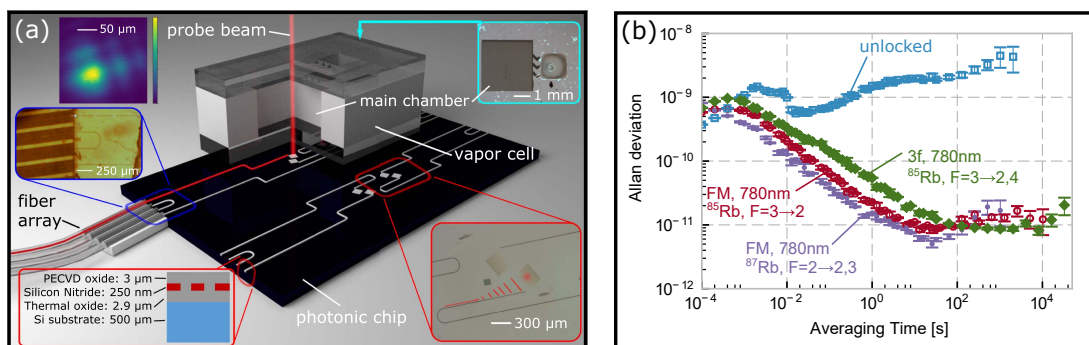 (a)
50 µm
probe beam
1 mm
main chamber
vapor cell
250 µm
fiber
array
PECVD oxide: 3 µm
Silicon Nitride: 250 nm
Thermal oxide: 2.9 µm
Si substrate: 500 µm
photonic chip
300 µm
(b)
10⁻⁸
10⁻⁹
10⁻¹⁰
10⁻¹¹
10⁻¹²
Allan deviation
unlocked
3f, 780nm
⁸⁵Rb, F=3→2,4
FM, 780nm
⁸⁵Rb, F=3→2
FM, 780nm
⁸⁷Rb, F=2→2,3
10⁻⁴ 10⁻² 10⁰ 10² 10⁴
Averaging Time [s]